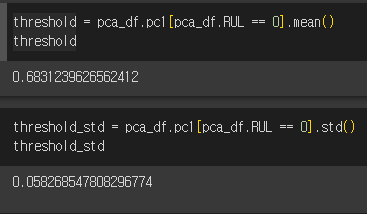 threshold = pca_df.pc1[pca_df.RUL == 0].mean()
threshold
0.6831239626562412
threshold_std = pca_df.pc1[pca_df.RUL == 0].std()
threshold_std
0.058268547808296774